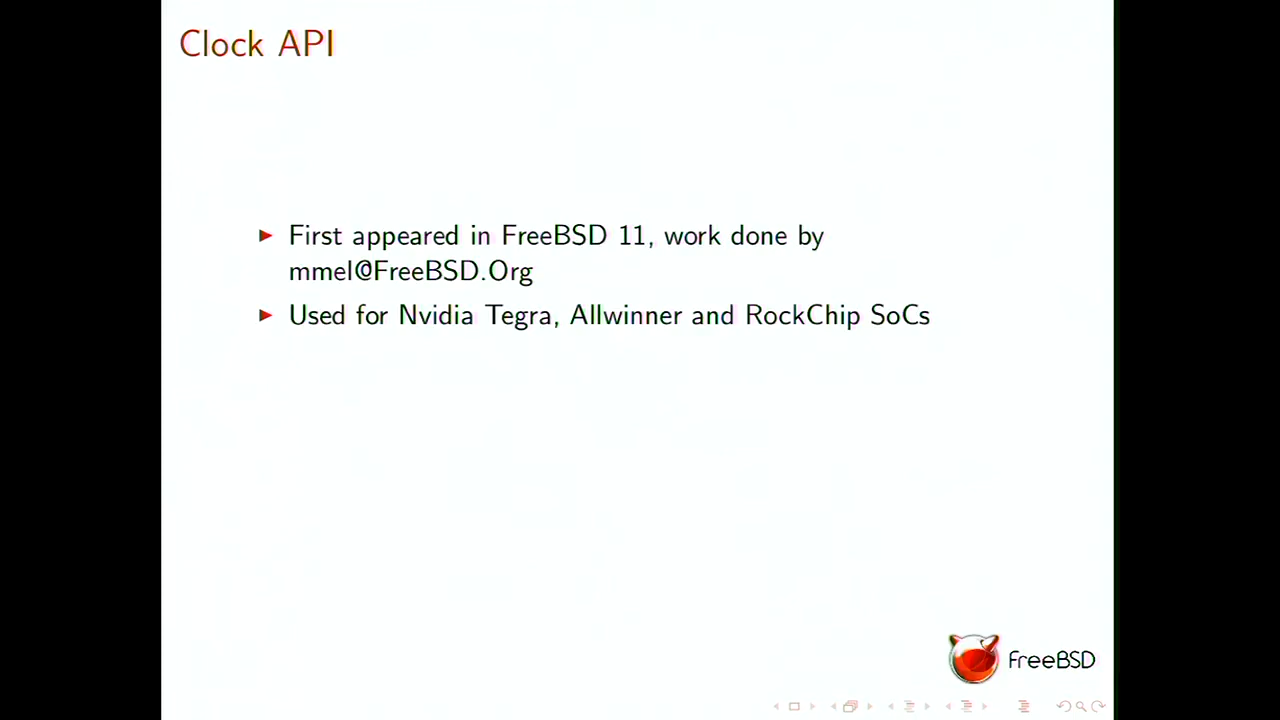 Clock API
First appeared in FreeBSD 11, work done by
mmel@FreeBSD.Org
Used for Nvidia Tegra, Allwinner and RockChip SoCs
FreeBSD